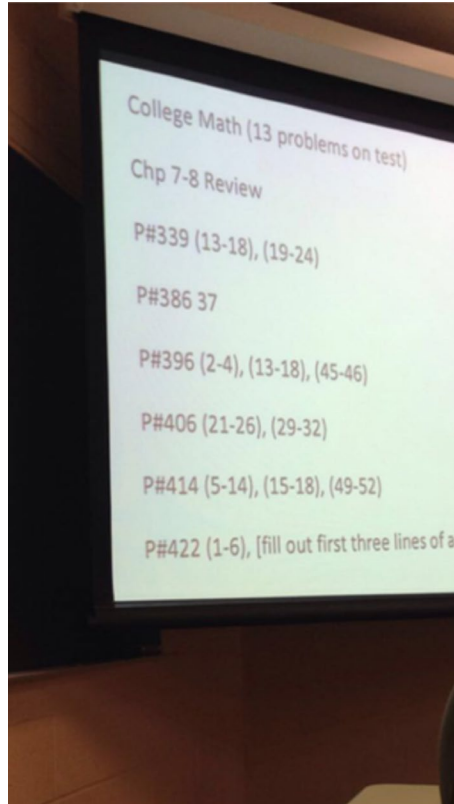 College Math (13 problems on test)
Chp 7-8 Review
P#339 (13-18), (19-24)
P#386 37
P#396 (2-4), (13-18), (45-46)
P#406 (21-26), (29-32)
P#414 (5-14), (15-18), (49-52)
P#422 (1-6), [fill out first three lines of a